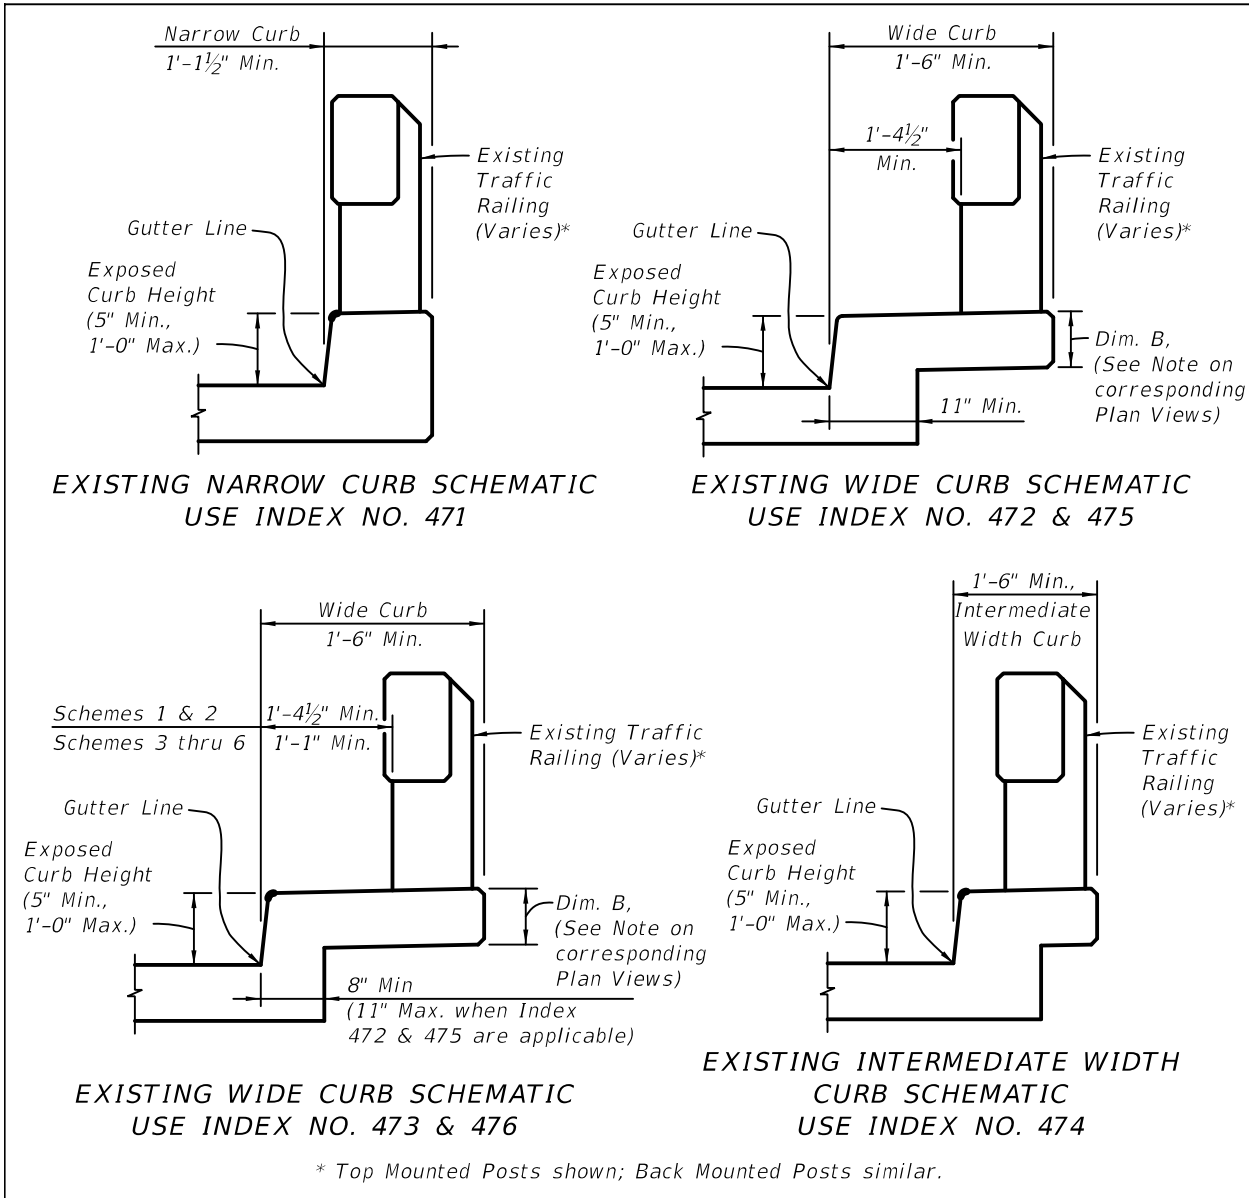 Narrow Curb
1'-1½" Min.
Existing
Traffic
Railing
(Varies)*
Gutter Line
Exposed
Curb Height
(5" Min.,
1'-0" Max.)
EXISTING NARROW CURB SCHEMATIC
USE INDEX NO. 471
Wide Curb
1'-6" Min.
1'-4½"
Min.
Existing
Traffic
Railing
(Varies)*
Gutter Line
Exposed
Curb Height
(5" Min.,
1'-0" Max.)
Dim. B,
(See Note on
corresponding
Plan Views)
11" Min.
EXISTING WIDE CURB SCHEMATIC
USE INDEX NO. 472 & 475
Wide Curb
1'-6" Min.
Schemes 1 & 2 1'-4½" Min.
Schemes 3 thru 6 1'-1" Min.
Existing Traffic
Railing (Varies)*
Gutter Line
Exposed
Curb Height
(5" Min.,
1'-0" Max.)
Dim. B,
(See Note on
corresponding
Plan Views)
8" Min
(11" Max. when Index
472 & 475 are applicable)
EXISTING WIDE CURB SCHEMATIC
USE INDEX NO. 473 & 476
1'-6" Min.,
Intermediate
Width Curb
Existing
Traffic
Railing
(Varies)*
Gutter Line
Exposed
Curb Height
(5" Min.,
1'-0" Max.)
EXISTING INTERMEDIATE WIDTH
CURB SCHEMATIC
USE INDEX NO. 474
* Top Mounted Posts shown; Back Mounted Posts similar.